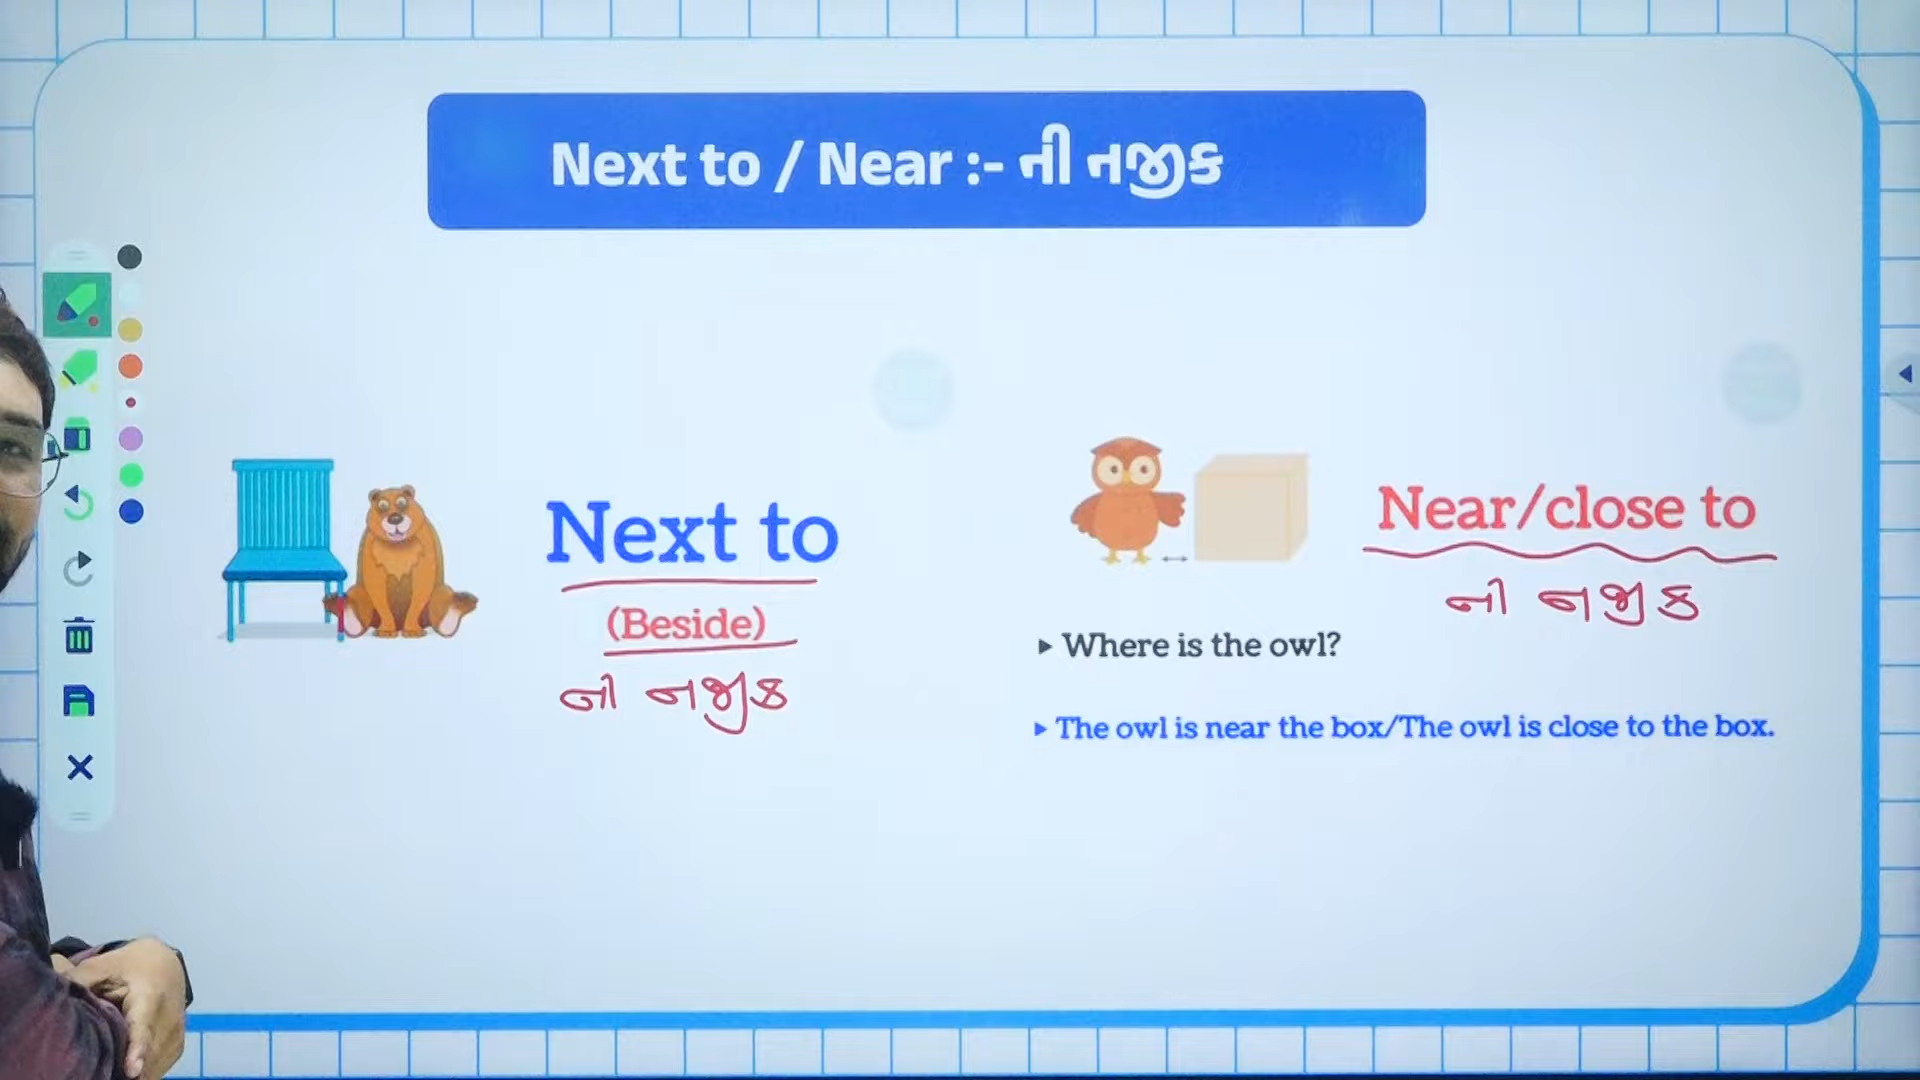 Next to / Near :- ની નજીક
Next to
(Beside)
ની નજીક
Near/close to
ની નજીક
▸ Where is the owl?
▸ The owl is near the box/The owl is close to the box.